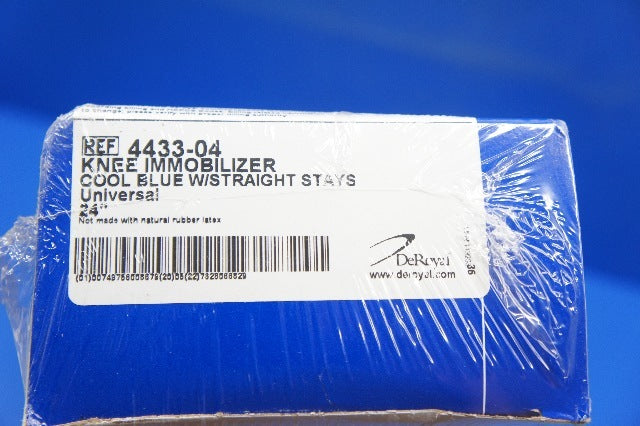 REF 4433-04
KNEE IMMOBILIZER
COOL BLUE W/STRAIGHT STAYS
Universal
24"
Not made with natural rubber latex
DeRoyal
www.deroyal.com